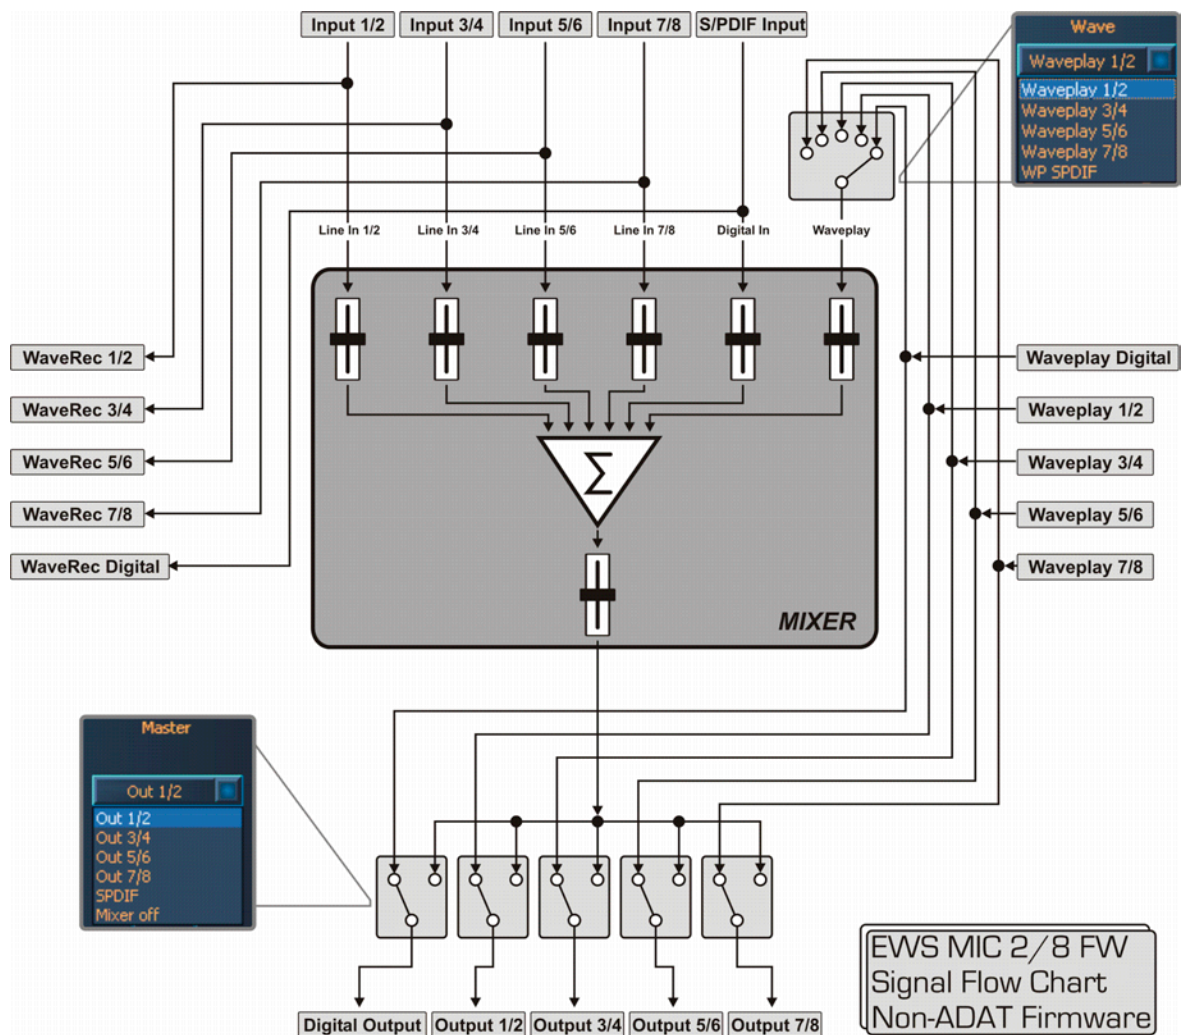 Input 1/2
Input 3/4
Input 5/6
Input 7/8
S/PDIF Input
Wave
Waveplay 1/2
Waveplay 1/2
Waveplay 3/4
Waveplay 5/6
Waveplay 7/8
WP SPDIF
Line In 1/2
Line In 3/4
Line In 5/6
Line In 7/8
Digital In
Waveplay
WaveRec 1/2
WaveRec 3/4
WaveRec 5/6
WaveRec 7/8
WaveRec Digital
Waveplay Digital
Waveplay 1/2
Waveplay 3/4
Waveplay 5/6
Waveplay 7/8
Σ
MIXER
Master
Out 1/2
Out 1/2
Out 3/4
Out 5/6
Out 7/8
SPDIF
Mixer off
Digital Output
Output 1/2
Output 3/4
Output 5/6
Output 7/8
EWS MIC 2/8 FW
Signal Flow Chart
Non-ADAT Firmware